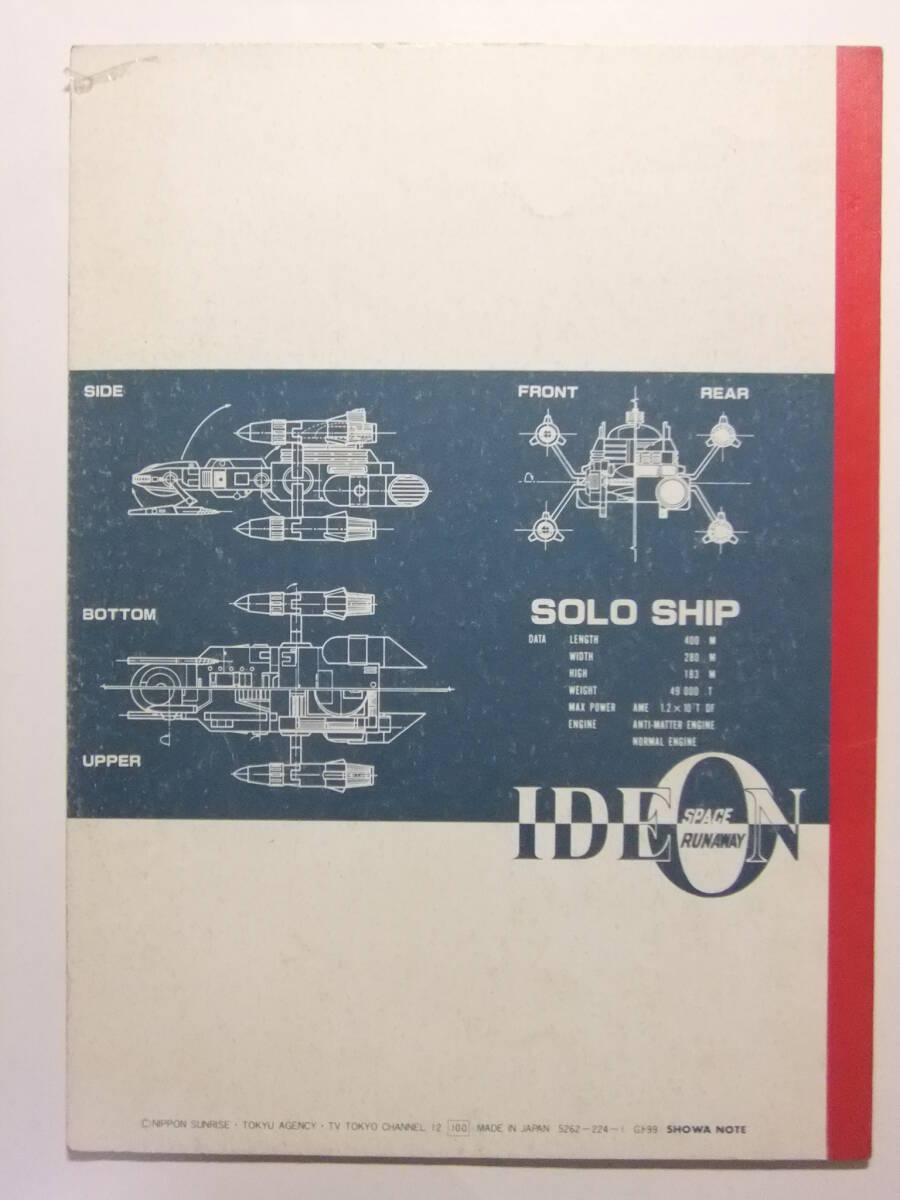 SIDE
FRONT
REAR
BOTTOM
UPPER
SOLO SHIP
DATA LENGTH 400 M
WIDTH 280 M
HIGH 183 M
WEIGHT 49 000 T
MAX POWER AME 1.2×10 T OF
ENGINE ANTI-MATTER ENGINE
NORMAL ENGINE
IDEON
SPACE
RUNAWAY
©NIPPON SUNRISE・TOKYU AGENCY・TV TOKYO CHANNEL 12 100 MADE IN JAPAN 5262-224-1 SHOWA NOTE